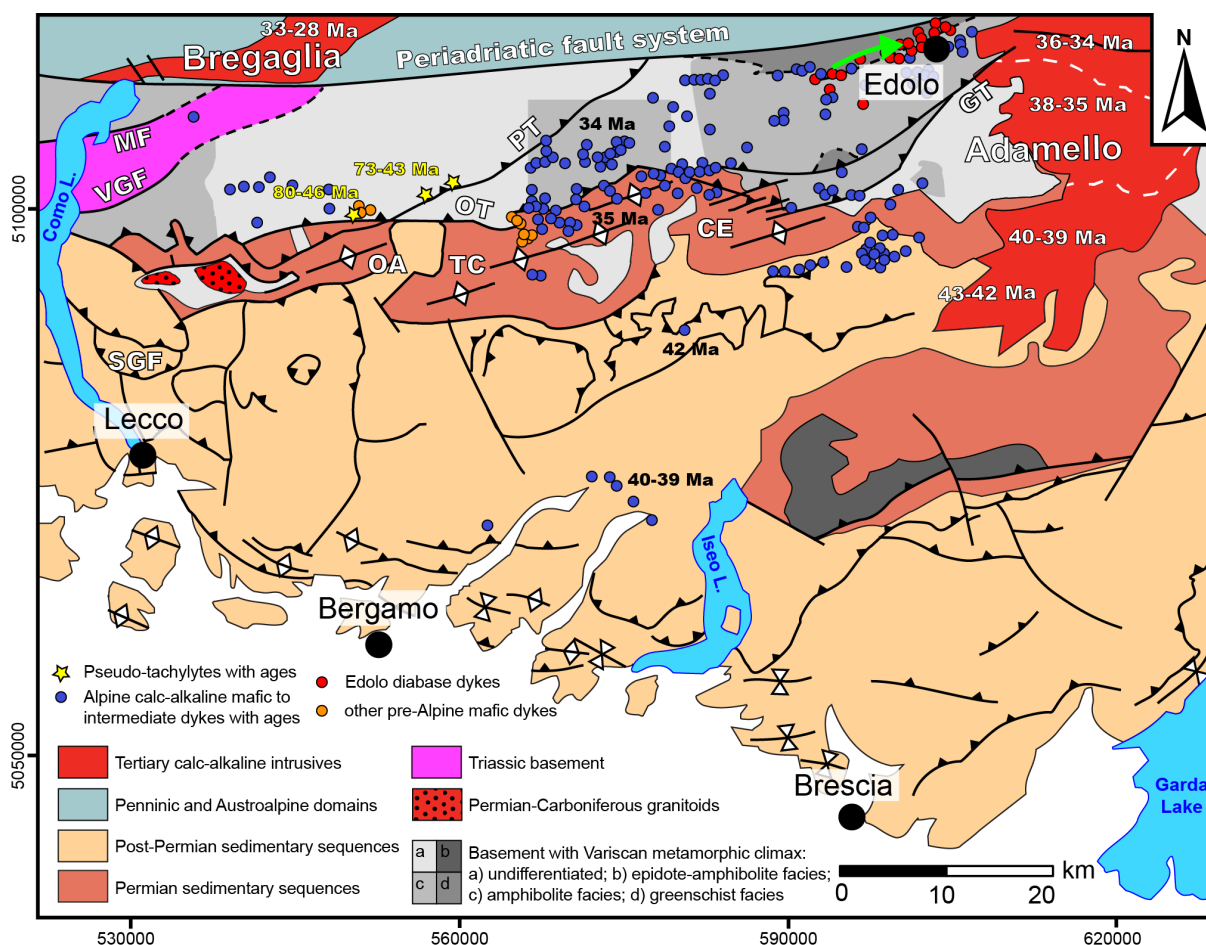 33-28 Ma
Bregaglia
Periadriatic fault system
36-34 Ma
N
Edolo
38-35 Ma
GT
Adamello
MF
VGF
Como L.
PT
34 Ma
73-43 Ma
80-46 Ma
OT
35 Ma
CE
OA
TC
40-39 Ma
43-42 Ma
42 Ma
SGF
Lecco
40-39 Ma
Iseo L.
Bergamo
Brescia
Garda
Lake
Pseudo-tachylytes with ages
Alpine calc-alkaline mafic to
intermediate dykes with ages
Edolo diabase dykes
other pre-Alpine mafic dykes
Tertiary calc-alkaline intrusives
Penninic and Austroalpine domains
Post-Permian sedimentary sequences
Permian sedimentary sequences
Triassic basement
Permian-Carboniferous granitoids
a b
c d
Basement with Variscan metamorphic climax:
a) undifferentiated; b) epidote-amphibolite facies;
c) amphibolite facies; d) greenschist facies
km
0 10 20
5100000
5050000
530000 560000 590000 620000